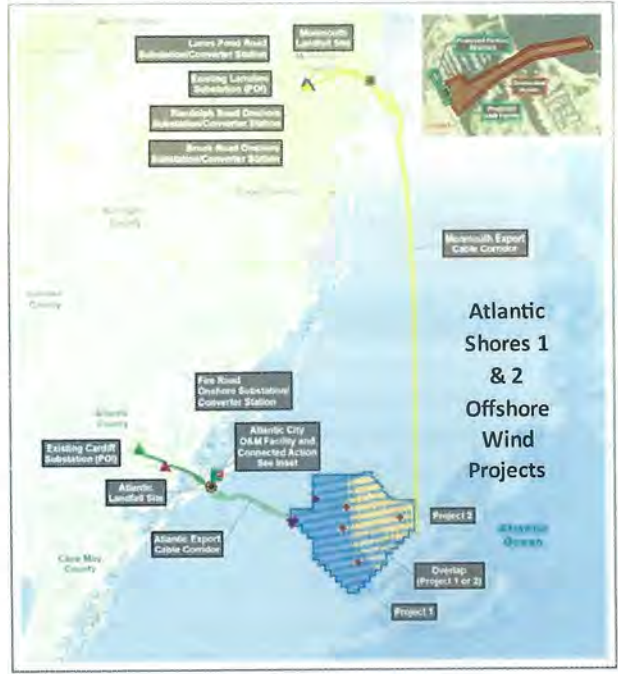 Monmouth
Landfall Site
Lanes Pond Road
Substation/Converter Station
Existing Larrabee
Substation (POI)
Randolph Road Onshore
Substation/Converter Station
Brook Road Onshore
Substation/Converter Station
County
Monmouth Export
Cable Corridor
County
Atlantic
Shores 1
& 2
Offshore
Wind
Projects
Fire Road
Onshore Substation/
Converter Station
Atlantic
County
Atlantic City
O&M Facility and
Connected Action
See Inset
Existing Cardiff
Substation (POI)
Atlantic
Landfall Site
Atlantic Export
Cable Corridor
Project 2
Atlantic
Ocean
Cape May
County
Overlap
(Project 1 or 2)
Project 1